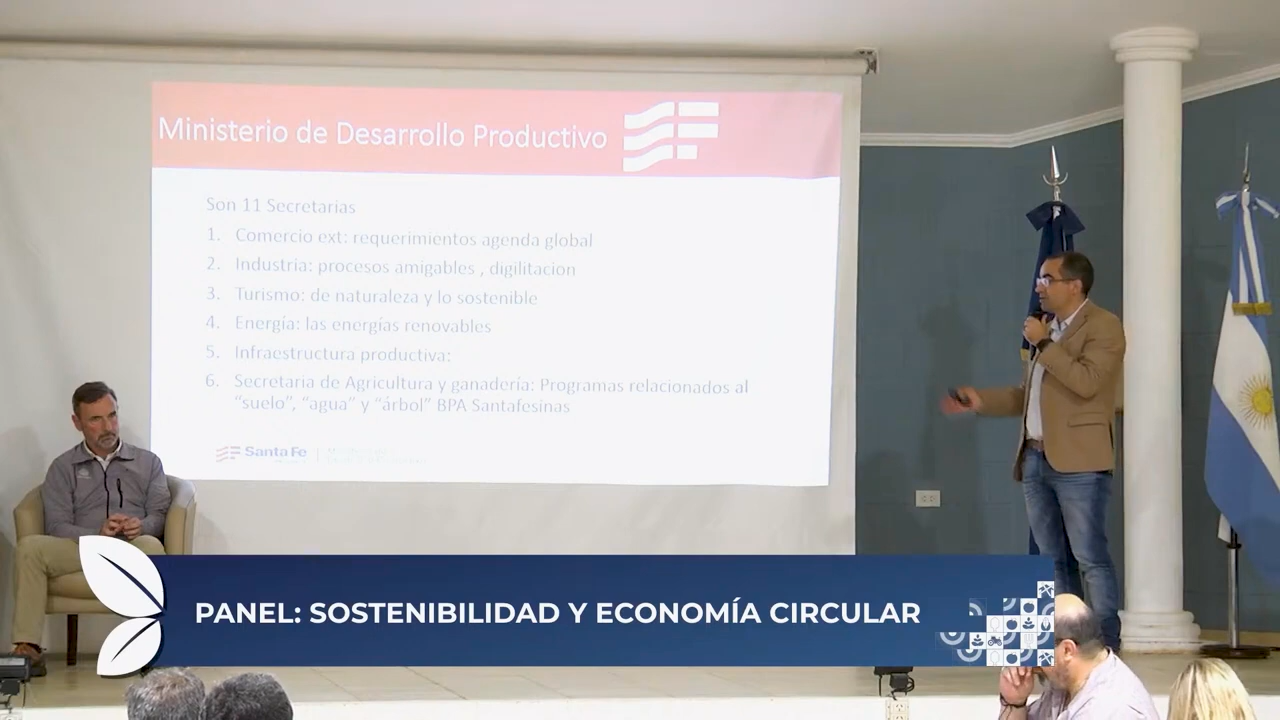 Ministerio de Desarrollo Productivo
Son 11 Secretarias
1. Comercio ext: requerimientos agenda global
2. Industria: procesos amigables , digilitacion
3. Turismo: de naturaleza y lo sostenible
4. Energía: las energías renovables
5. Infraestructura productiva:
6. Secretaria de Agricultura y ganadería: Programas relacionados al
"suelo", "agua" y "árbol" BPA Santafesinas
Santa Fe
PANEL: SOSTENIBILIDAD Y ECONOMÍA CIRCULAR